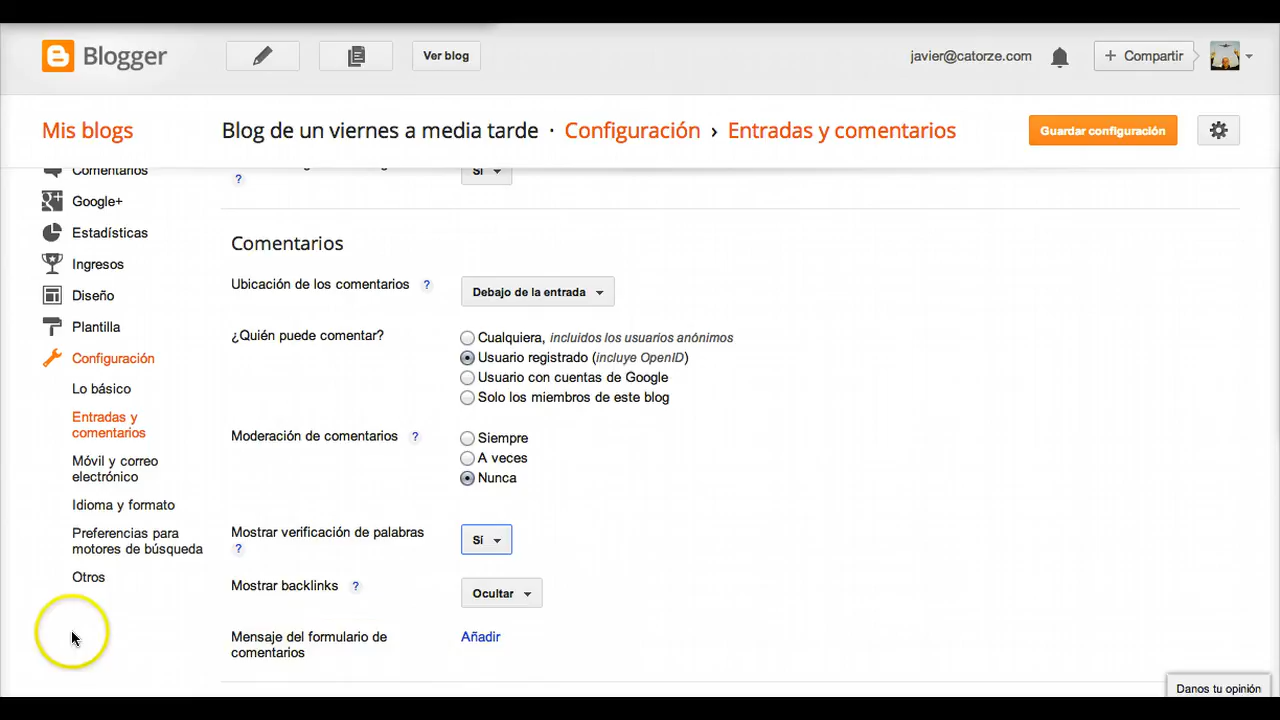 Blogger
Ver blog
javier@catorze.com
+ Compartir
Mis blogs
Blog de un viernes a media tarde · Configuración › Entradas y comentarios
Guardar configuración
Comentarios
Google+
Estadísticas
Ingresos
Diseño
Plantilla
Configuración
Lo básico
Entradas y
comentarios
Móvil y correo
electrónico
Idioma y formato
Preferencias para
motores de búsqueda
Otros
?
Sí
Comentarios
Ubicación de los comentarios ?
Debajo de la entrada
¿Quién puede comentar?
Cualquiera, incluidos los usuarios anónimos
Usuario registrado (incluye OpenID)
Usuario con cuentas de Google
Solo los miembros de este blog
Moderación de comentarios ?
Siempre
A veces
Nunca
Mostrar verificación de palabras
?
Sí
Mostrar backlinks ?
Ocultar
Mensaje del formulario de
comentarios
Añadir
Danos tu opinión